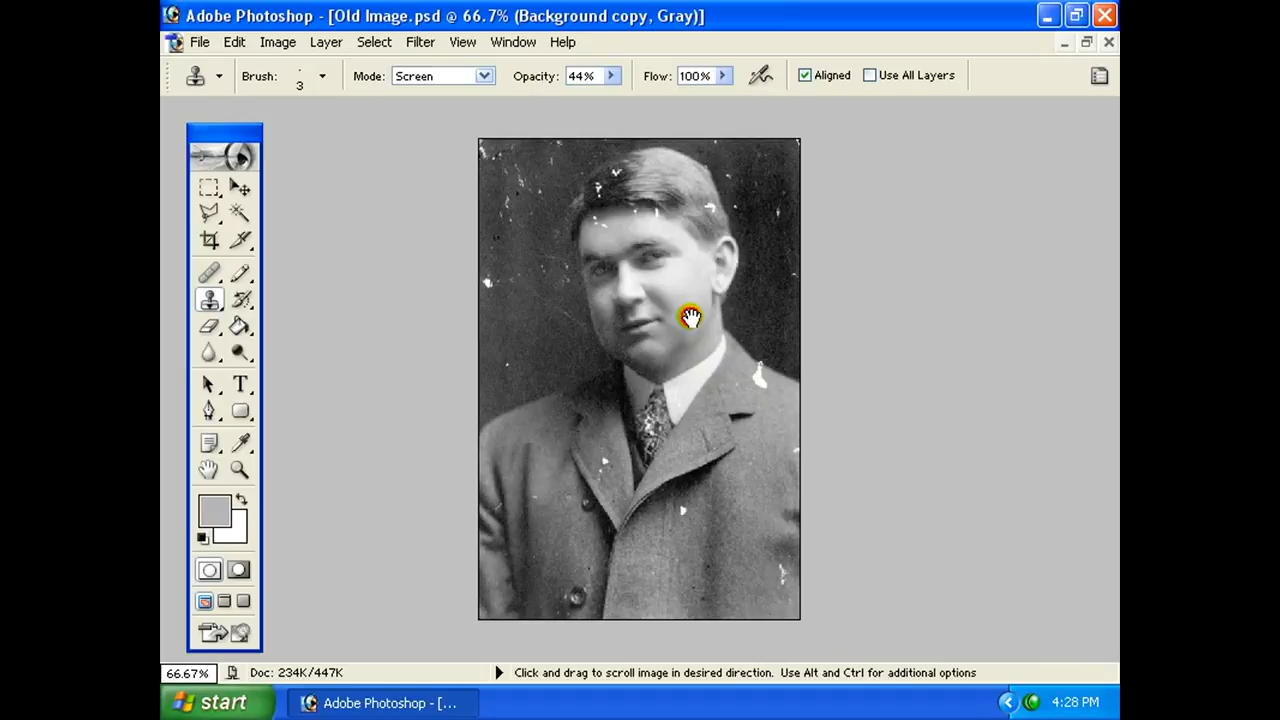 Adobe Photoshop - [Old Image.psd @ 66.7% (Background copy, Gray)]
File Edit Image Layer Select Filter View Window Help
Brush: 3 Mode: Screen Opacity: 44% Flow: 100% Aligned Use All Layers
T
66.67% Doc: 234K/447K Click and drag to scroll image in desired direction. Use Alt and Ctrl for additional options
start Adobe Photoshop - [... 4:28 PM